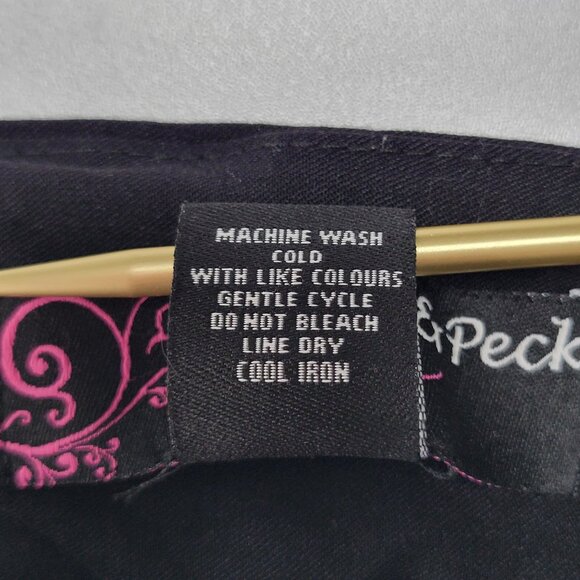 MACHINE WASH
COLD
WITH LIKE COLOURS
GENTLE CYCLE
DO NOT BLEACH
LINE DRY
COOL IRON
& Peck